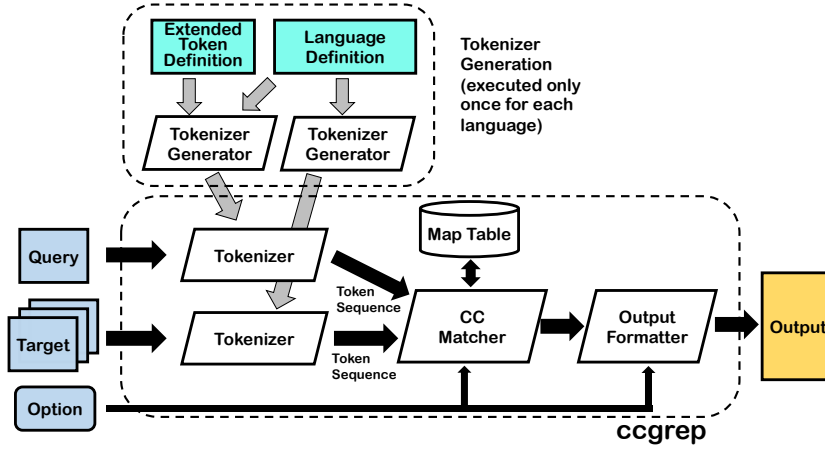 Extended
Token
Definition
Language
Definition
Tokenizer
Generation
(executed only
once for each
language)
Tokenizer
Generator
Tokenizer
Generator
Query
Tokenizer
Map Table
Token
Sequence
Target
Tokenizer
Token
Sequence
CC
Matcher
Output
Formatter
Output
Option
ccgrep